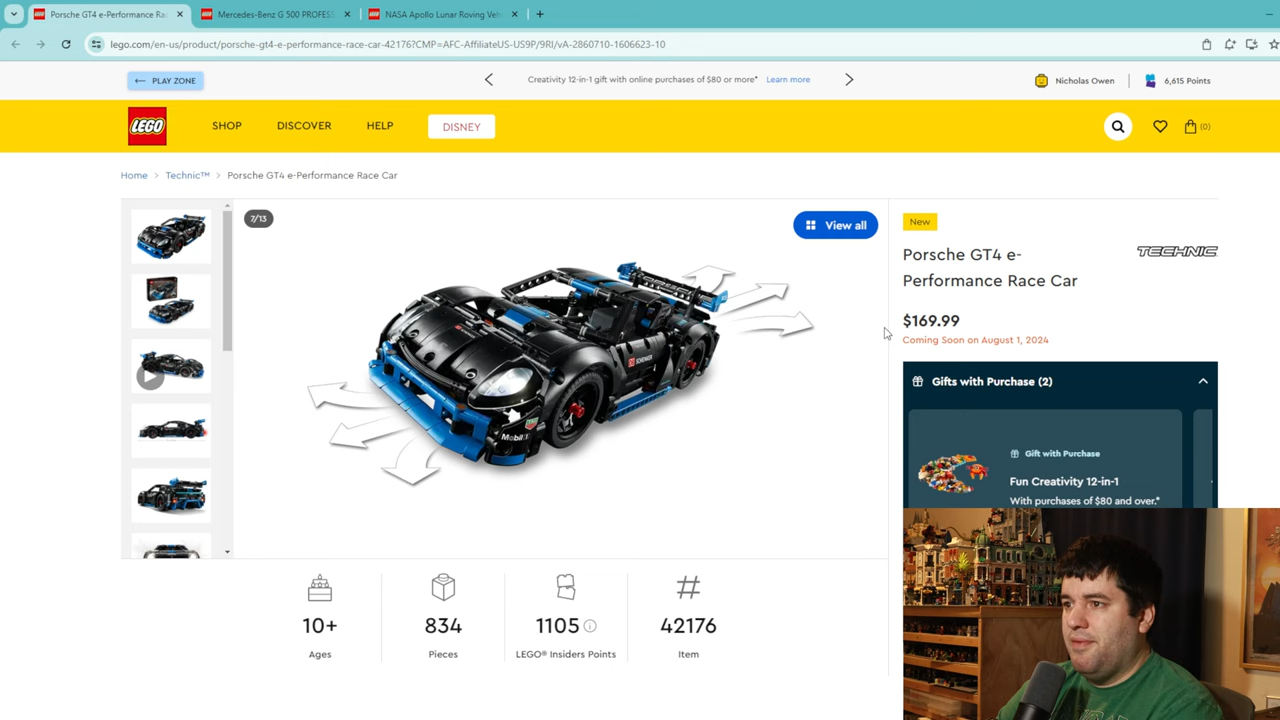 Porsche GT4 e-Performance Rac
Mercedes-Benz G 500 PROFESS
NASA Apollo Lunar Roving Veh
lego.com/en-us/product/porsche-gt4-e-performance-race-car-42176?CMP=AFC-AffiliateUS-US9P/9RI/vA-2860710-1606623-10
PLAY ZONE
Creativity 12-in-1 gift with online purchases of $80 or more* Learn more
Nicholas Owen
6,615 Points
LEGO
SHOP
DISCOVER
HELP
DISNEY
(0)
Home > Technic™ > Porsche GT4 e-Performance Race Car
7/13
View all
New
Porsche GT4 e-
Performance Race Car
TECHNIC
$169.99
Coming Soon on August 1, 2024
Gifts with Purchase (2)
Gift with Purchase
Fun Creativity 12-in-1
With purchases of $80 and over.*
SCHENKER
Mobil 1
10+
Ages
834
Pieces
1105
LEGO® Insiders Points
#
42176
Item